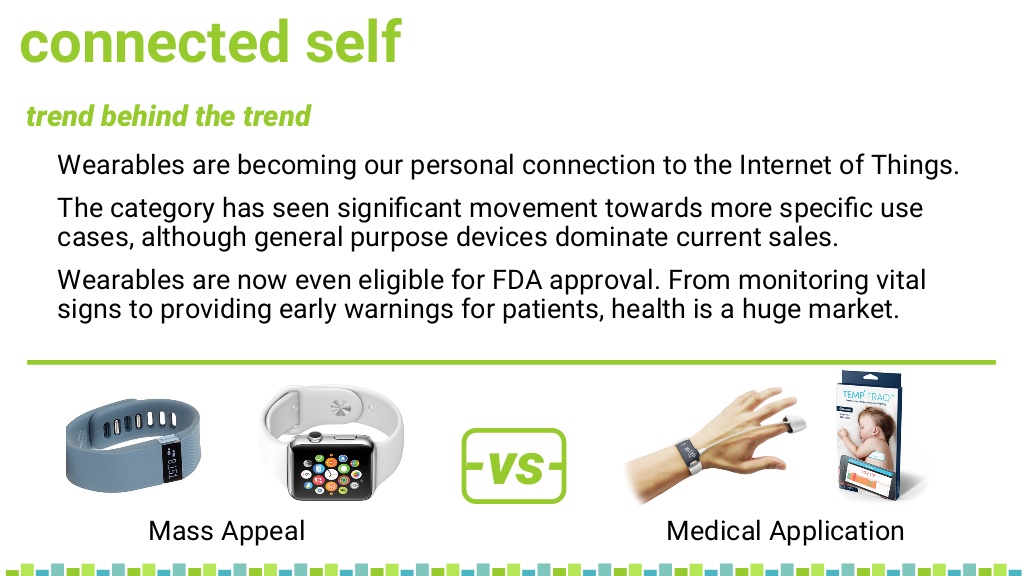 connected self
trend behind the trend
Wearables are becoming our personal connection to the Internet of Things.
The category has seen significant movement towards more specific use
cases, although general purpose devices dominate current sales.
Wearables are now even eligible for FDA approval. From monitoring vital
signs to providing early warnings for patients, health is a huge market.
TEMP TRAQ
vs
Mass Appeal
Medical Application